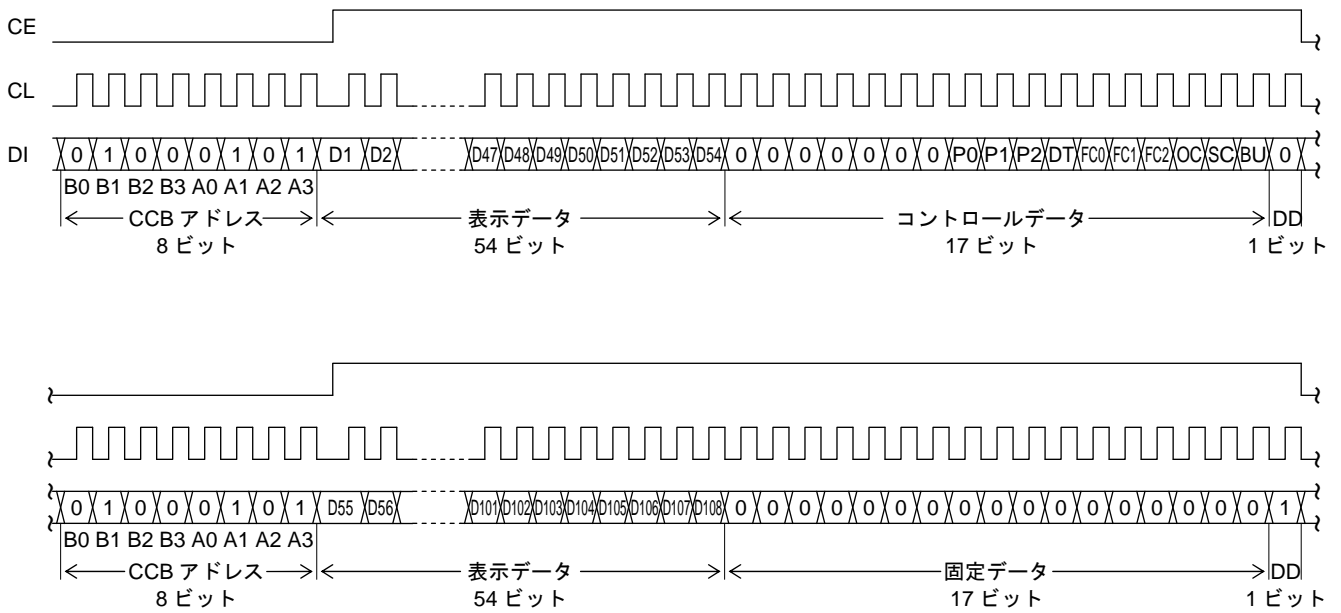 CE
CL
DI
0 1 0 0 0 1 0 1 D1 D2 D47 D48 D49 D50 D51 D52 D53 D54 0 0 0 0 0 0 0 P0 P1 P2 DT FC0 FC1 FC2 OC SC BU 0
B0 B1 B2 B3 A0 A1 A2 A3
CCB アドレス 表示データ コントロールデータ DD
8 ビット 54 ビット 17 ビット 1 ビット
0 1 0 0 0 1 0 1 D55 D56 D101 D102 D103 D104 D105 D106 D107 D108 0 0 0 0 0 0 0 0 0 0 0 0 0 0 0 0 0 1
B0 B1 B2 B3 A0 A1 A2 A3
CCB アドレス 表示データ 固定データ DD
8 ビット 54 ビット 17 ビット 1 ビット